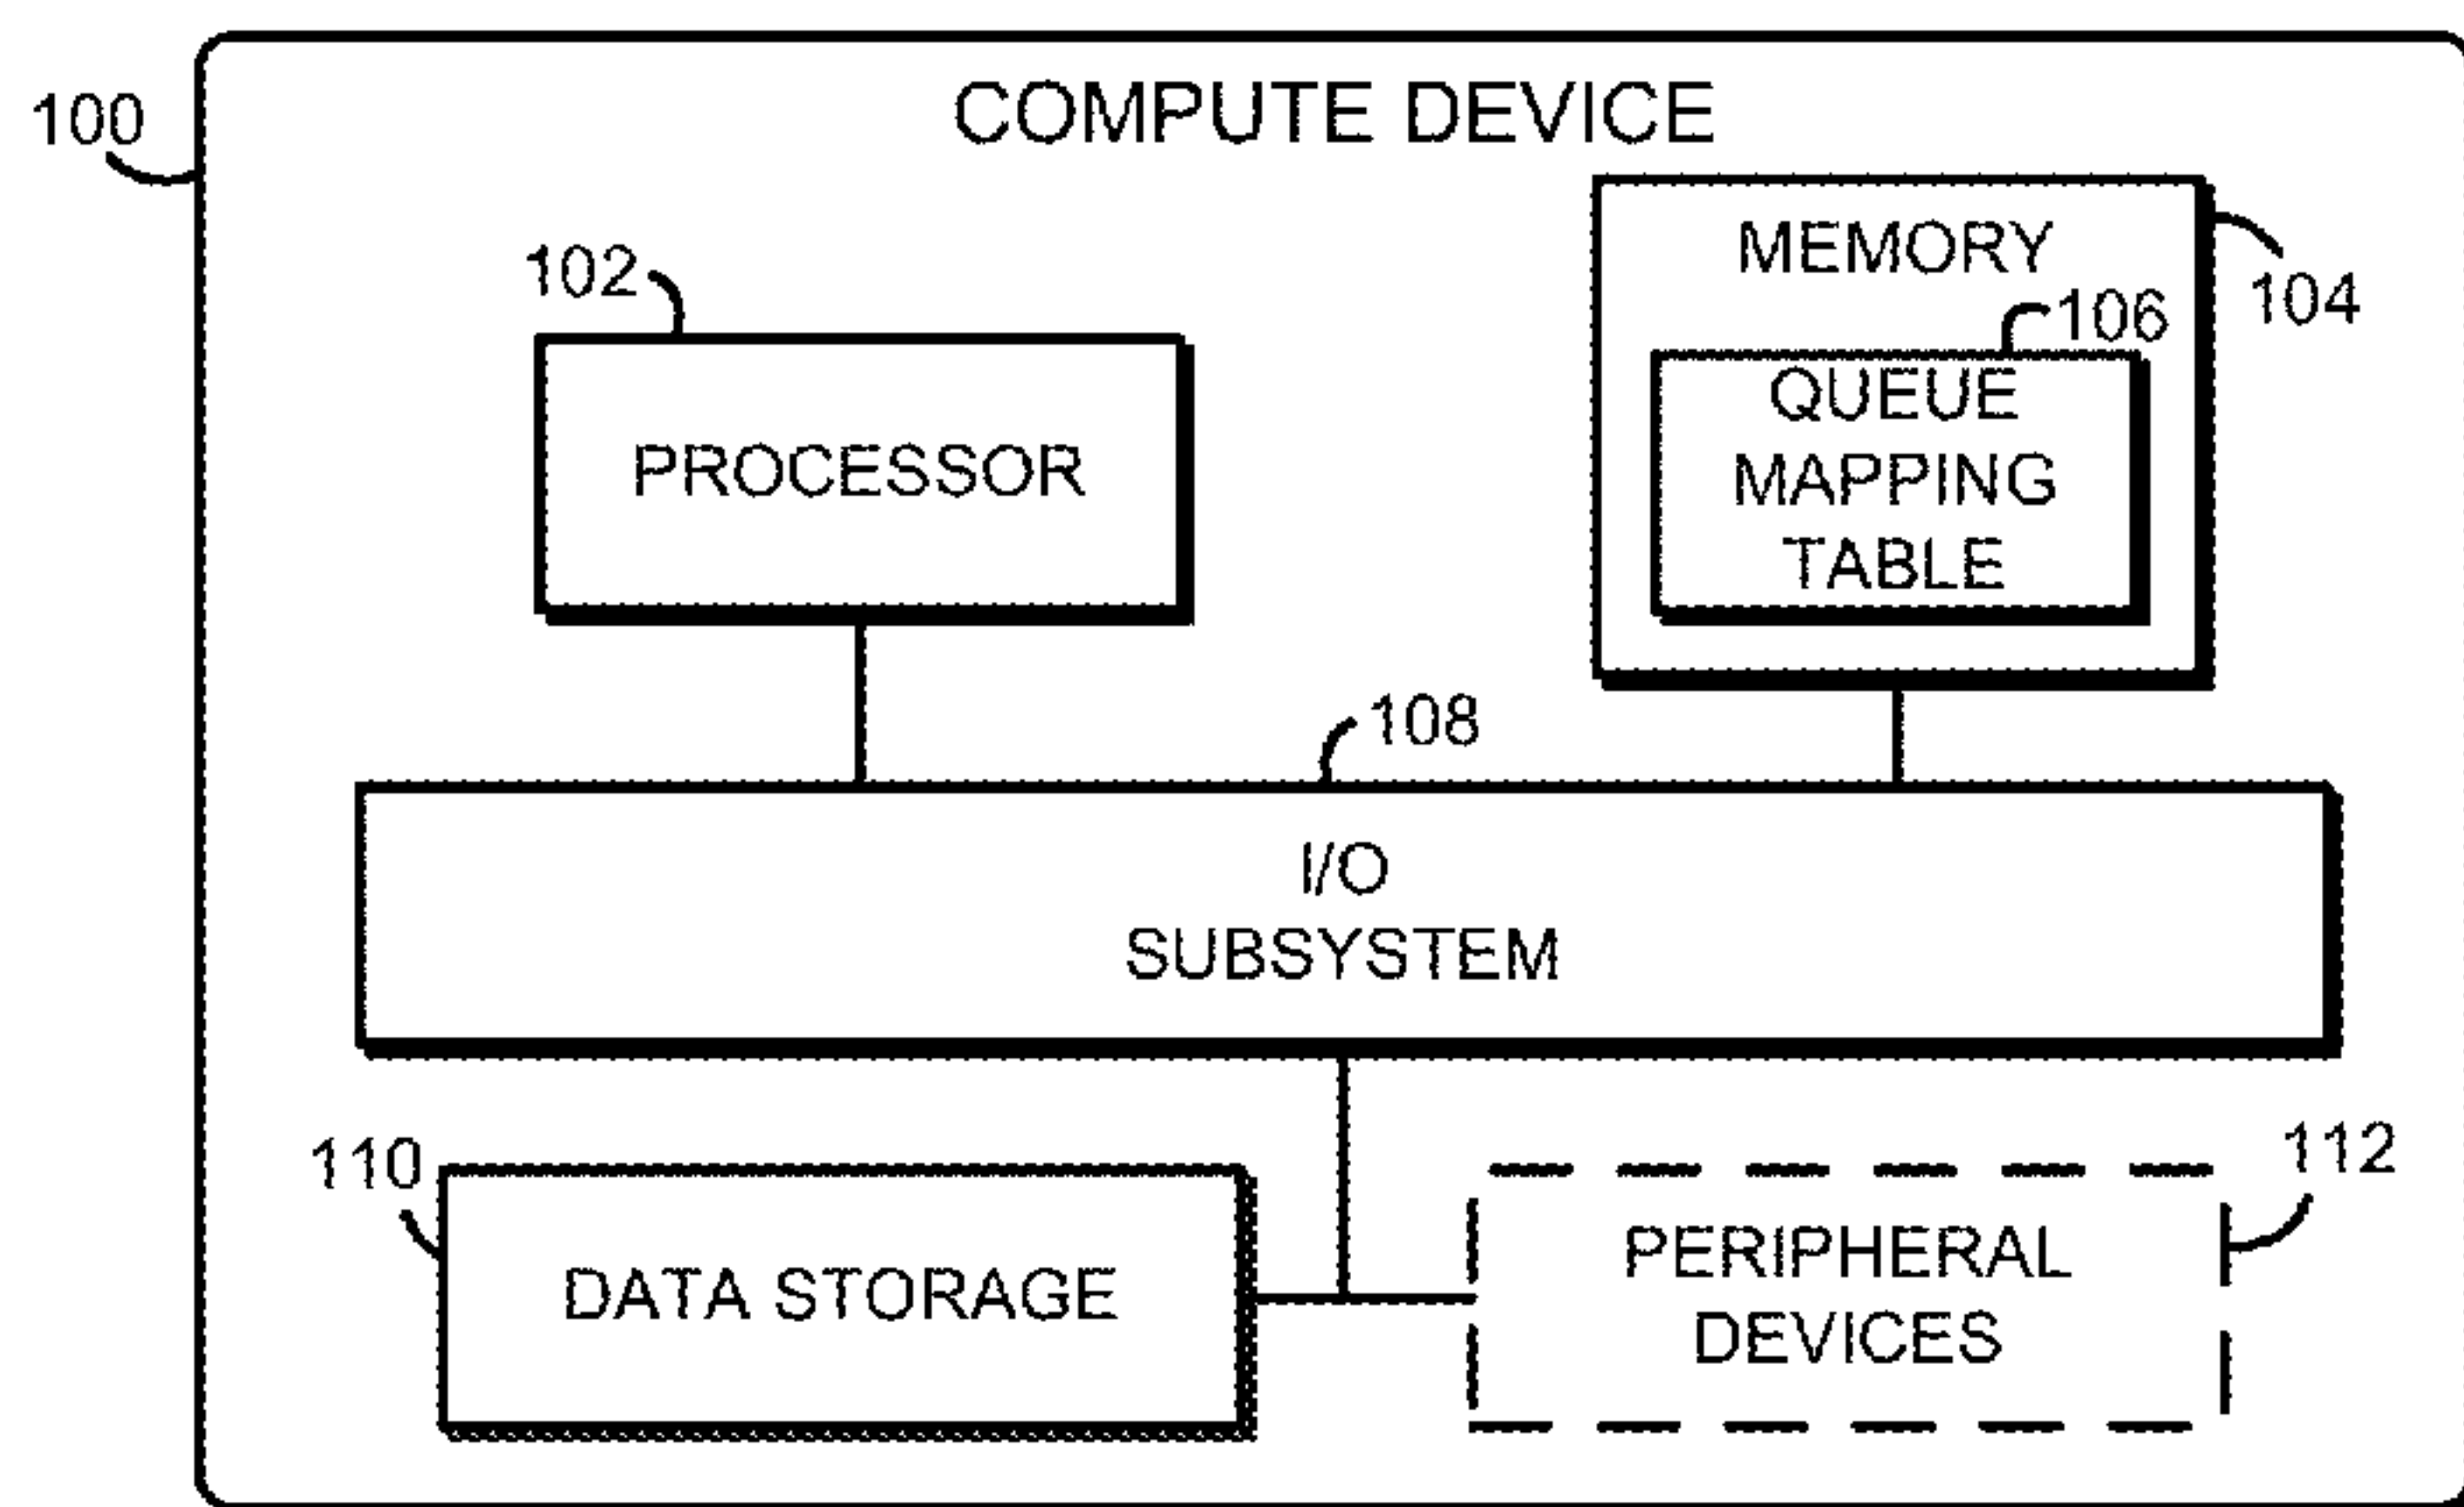 100
COMPUTE DEVICE
102
PROCESSOR
MEMORY
104
106
QUEUE
MAPPING
TABLE
108
I/O
SUBSYSTEM
110
DATA STORAGE
112
PERIPHERAL
DEVICES